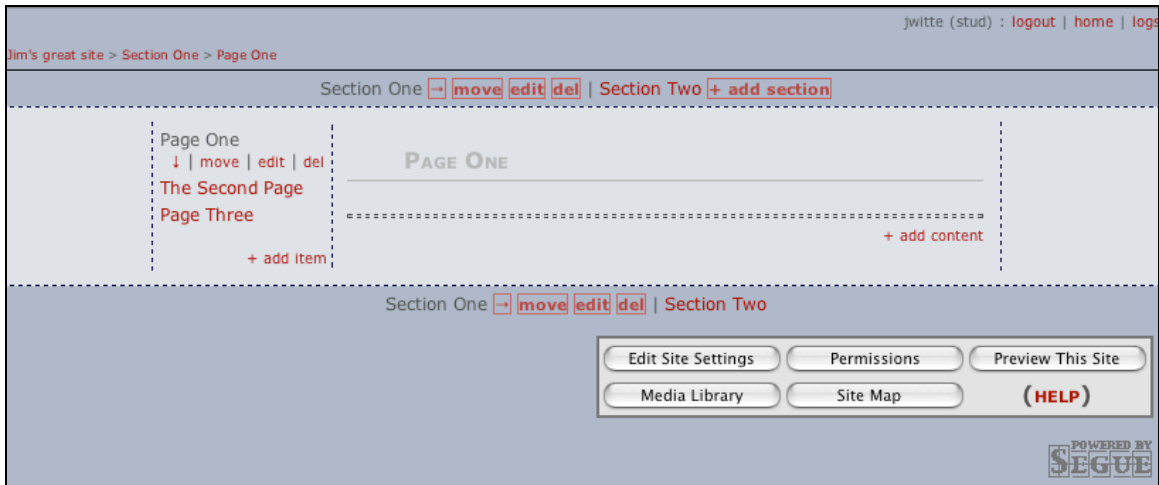 jwitte (stud) : logout | home | logs
Jim's great site > Section One > Page One
Section One → move edit del | Section Two + add section
Page One
↓ | move | edit | del
The Second Page
Page Three
+ add item
PAGE ONE
+ add content
Section One → move edit del | Section Two
Edit Site Settings Permissions Preview This Site
Media Library Site Map (HELP)
POWERED BY
SEGUE